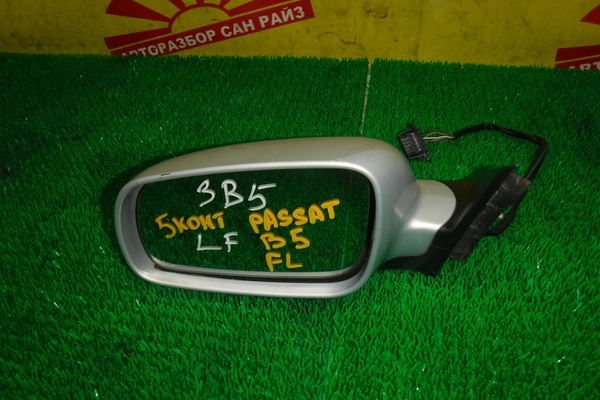 АВТОРАЗБОР САН РАЙЗ
3B5
5КОНТ PASSAT
LF B5
FL